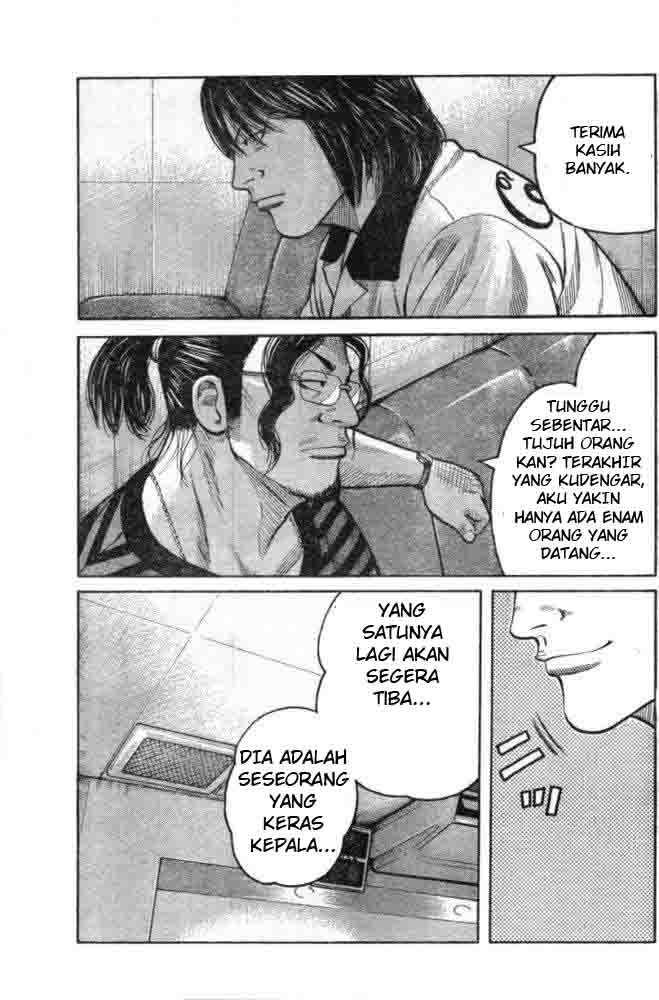 TERIMA
KASIH
BANYAK.
TUNGGU
SEBENTAR...
TUJUH ORANG
KAN? TERAKHIR
YANG KUDENGAR,
AKU YAKIN
HANYA ADA ENAM
ORANG YANG
DATANG...
YANG
SATUNYA
LAGI AKAN
SEGERA
TIBA...
DIA ADALAH
SESEORANG
YANG
KERAS
KEPALA...